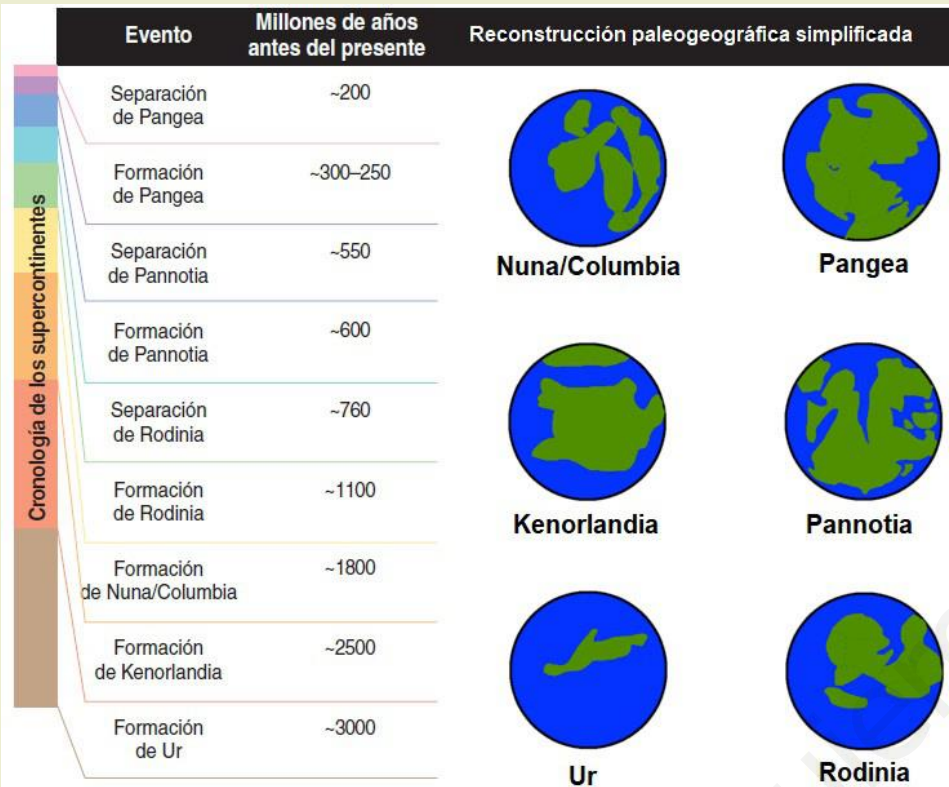 Evento
Millones de años
antes del presente
Reconstrucción paleogeográfica simplificada
Cronología de los supercontinentes
Separación
de Pangea
~200
Formación
de Pangea
~300–250
Separación
de Pannotia
~550
Formación
de Pannotia
~600
Separación
de Rodinia
~760
Formación
de Rodinia
~1100
Formación
de Nuna/Columbia
~1800
Formación
de Kenorlandia
~2500
Formación
de Ur
~3000
Nuna/Columbia
Pangea
Kenorlandia
Pannotia
Ur
Rodinia